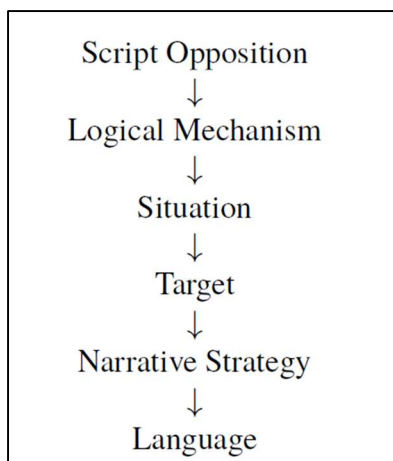 Script Opposition
↓
Logical Mechanism
↓
Situation
↓
Target
↓
Narrative Strategy
↓
Language